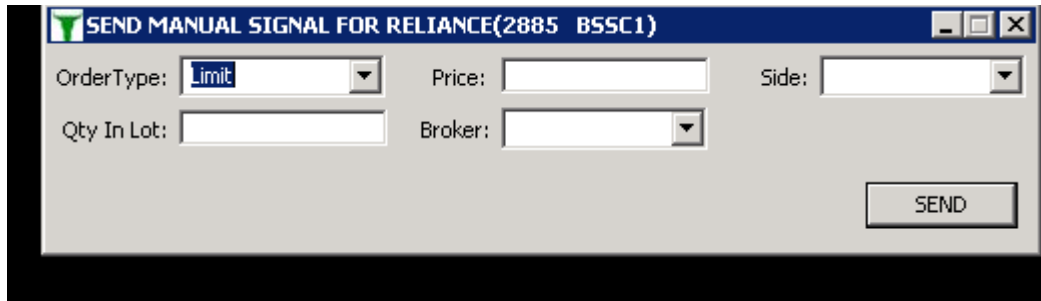 SEND MANUAL SIGNAL FOR RELIANCE(2885 BSSC1)
OrderType: Limit Price: Side:
Qty In Lot: Broker:
SEND